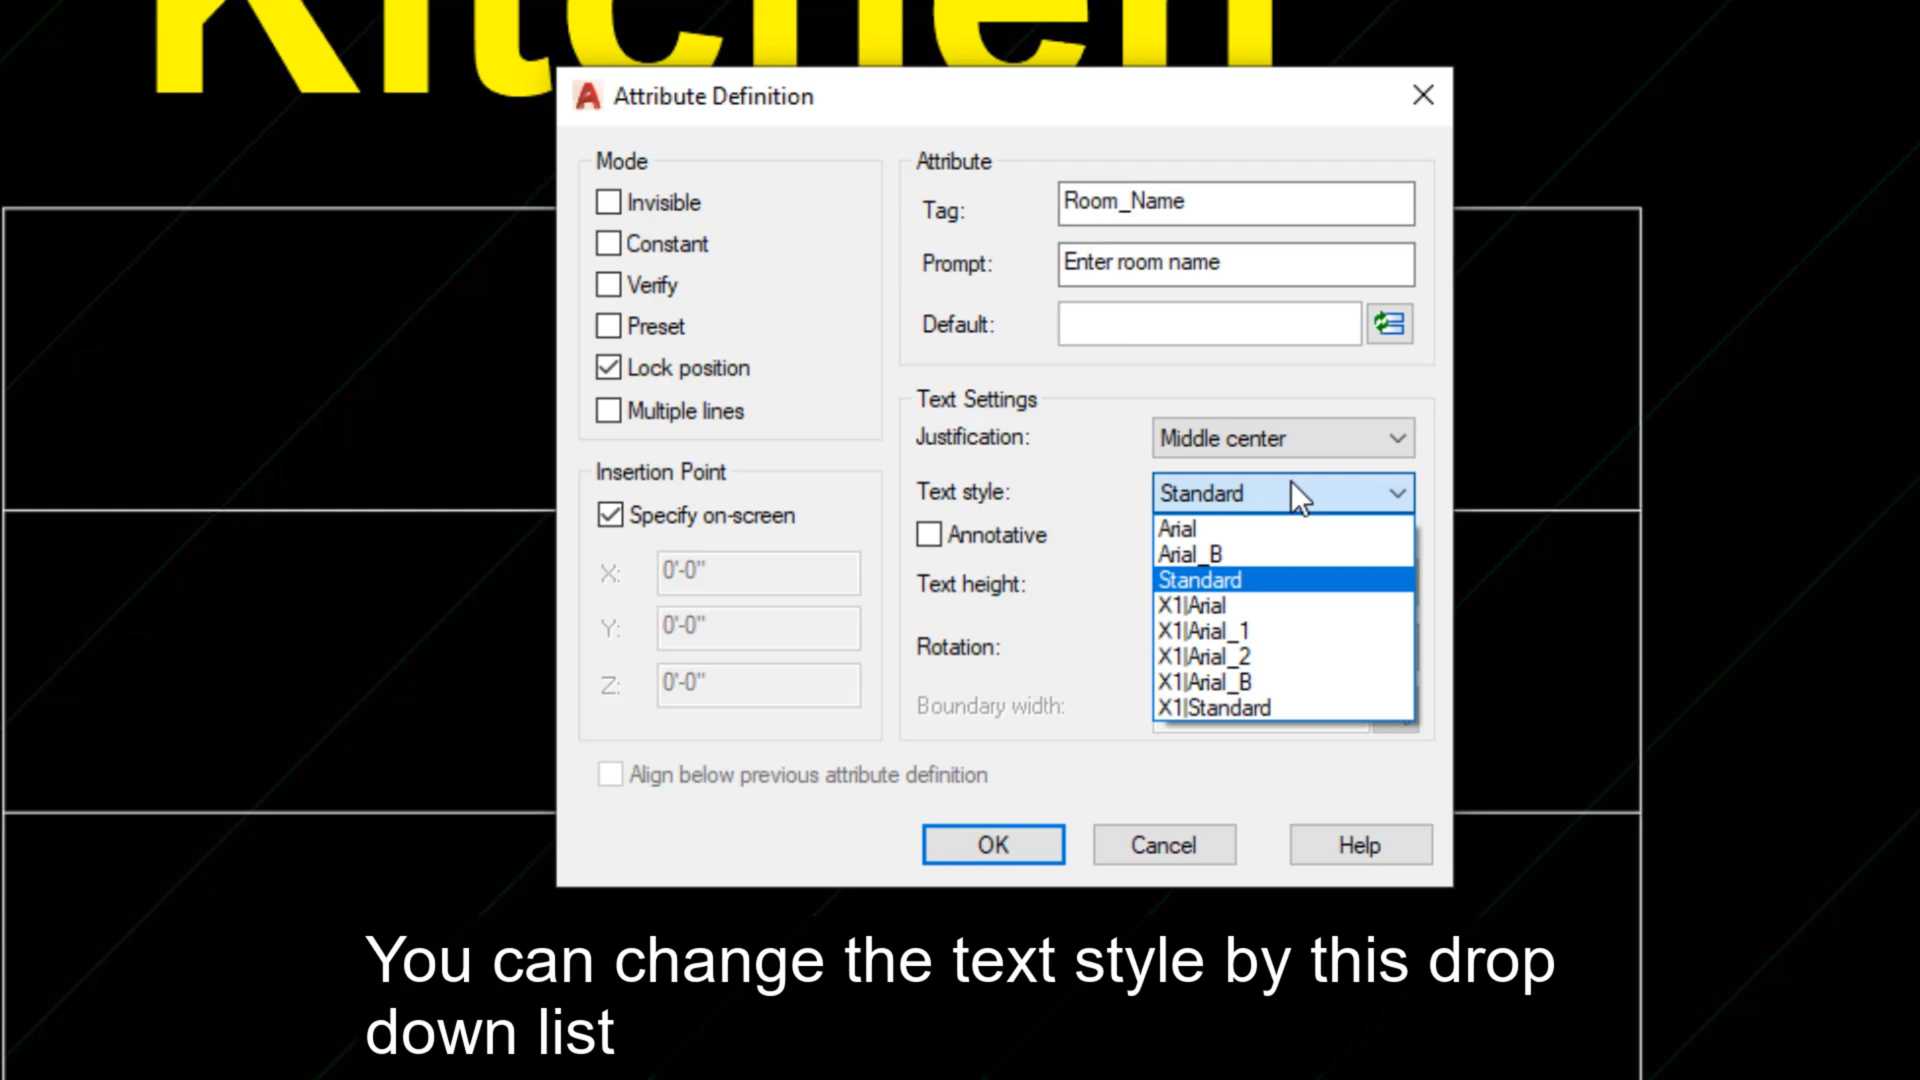 Kitchen
Attribute Definition
Mode
Invisible
Constant
Verify
Preset
Lock position
Multiple lines
Insertion Point
Specify on-screen
X: 0'-0"
Y: 0'-0"
Z: 0'-0"
Attribute
Tag: Room_Name
Prompt: Enter room name
Default:
Text Settings
Justification: Middle center
Text style: Standard
Annotative
Text height:
Rotation:
Boundary width:
Arial
Arial_B
Standard
X1|Arial
X1|Arial_1
X1|Arial_2
X1|Arial_B
X1|Standard
Align below previous attribute definition
OK Cancel Help
You can change the text style by this drop
down list